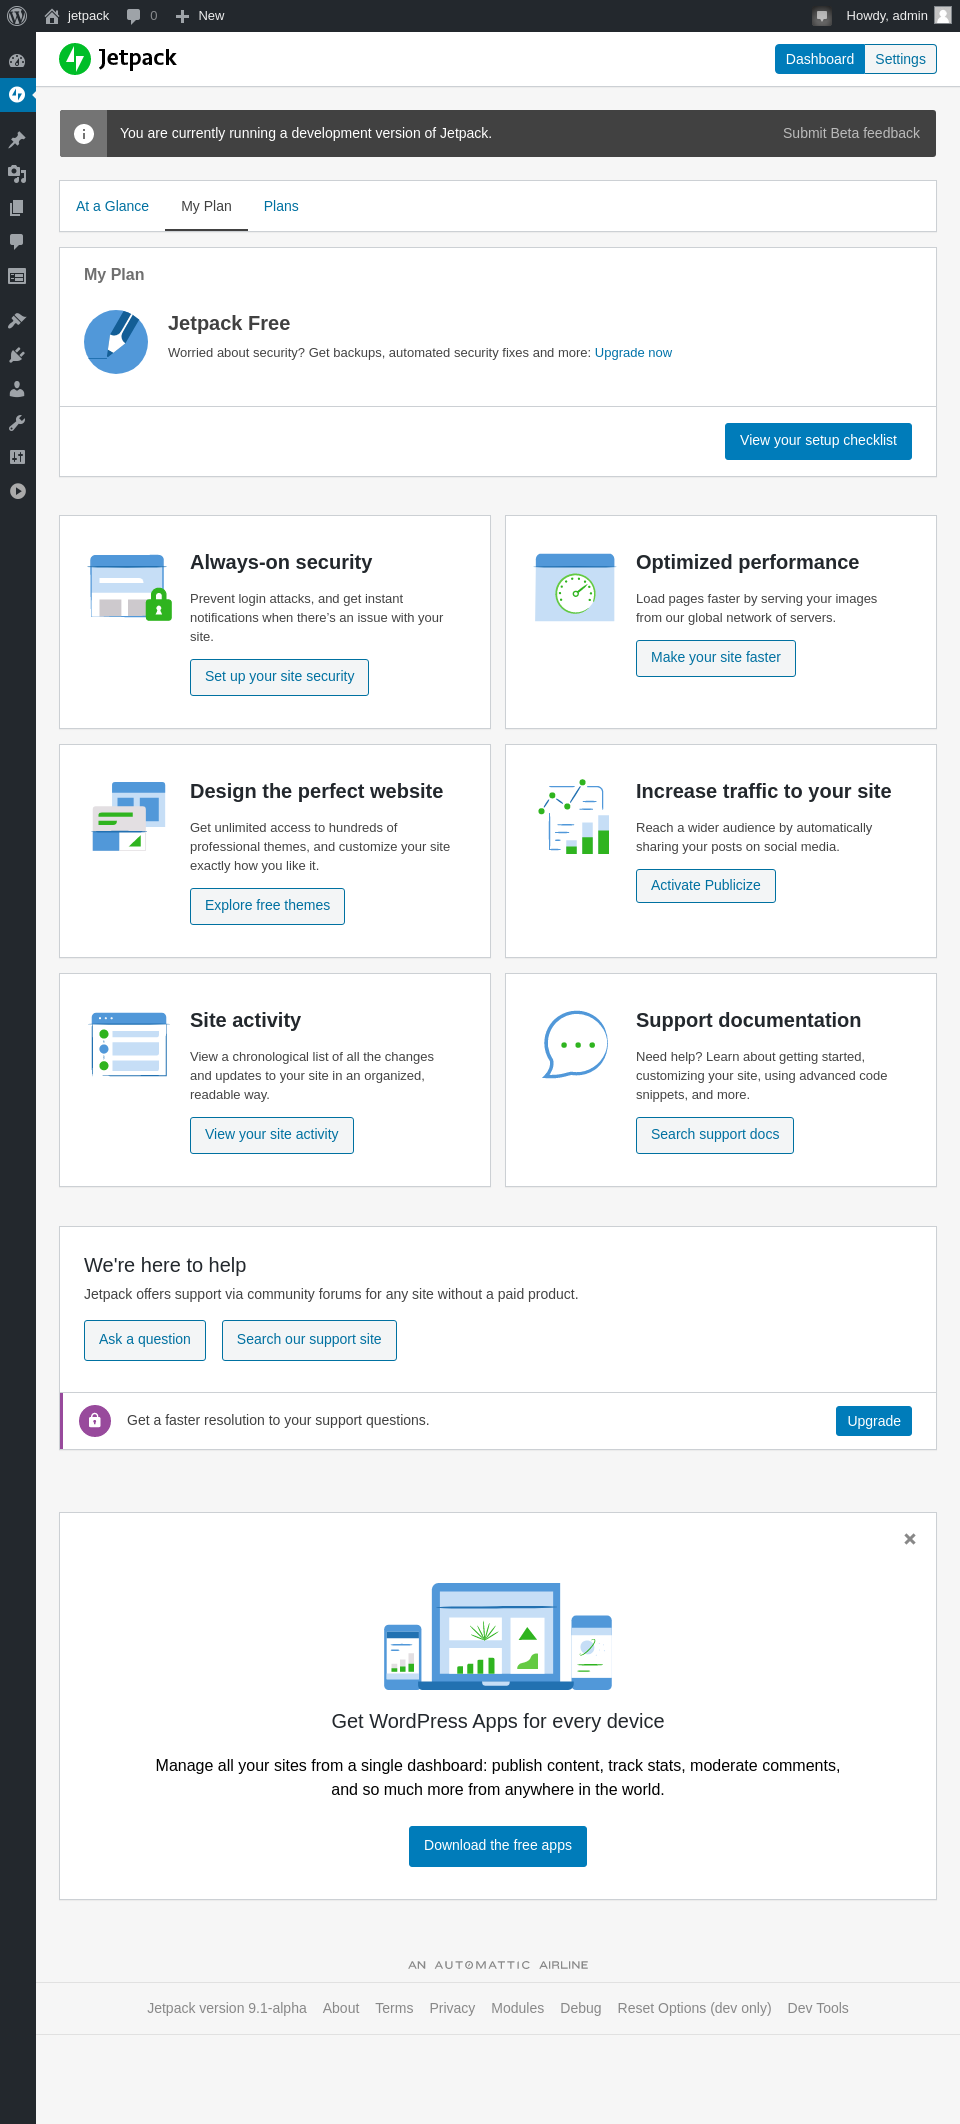 jetpack 0 New Howdy, admin
Jetpack Dashboard Settings
You are currently running a development version of Jetpack. Submit Beta feedback
At a Glance My Plan Plans
My Plan
Jetpack Free
Worried about security? Get backups, automated security fixes and more: Upgrade now
View your setup checklist
Always-on security
Prevent login attacks, and get instant
notifications when there’s an issue with your
site.
Set up your site security
Optimized performance
Load pages faster by serving your images
from our global network of servers.
Make your site faster
Design the perfect website
Get unlimited access to hundreds of
professional themes, and customize your site
exactly how you like it.
Explore free themes
Increase traffic to your site
Reach a wider audience by automatically
sharing your posts on social media.
Activate Publicize
Site activity
View a chronological list of all the changes
and updates to your site in an organized,
readable way.
View your site activity
Support documentation
Need help? Learn about getting started,
customizing your site, using advanced code
snippets, and more.
Search support docs
We're here to help
Jetpack offers support via community forums for any site without a paid product.
Ask a question Search our support site
Get a faster resolution to your support questions. Upgrade
Get WordPress Apps for every device
Manage all your sites from a single dashboard: publish content, track stats, moderate comments,
and so much more from anywhere in the world.
Download the free apps
AN AUTOMATTIC AIRLINE
Jetpack version 9.1-alpha About Terms Privacy Modules Debug Reset Options (dev only) Dev Tools